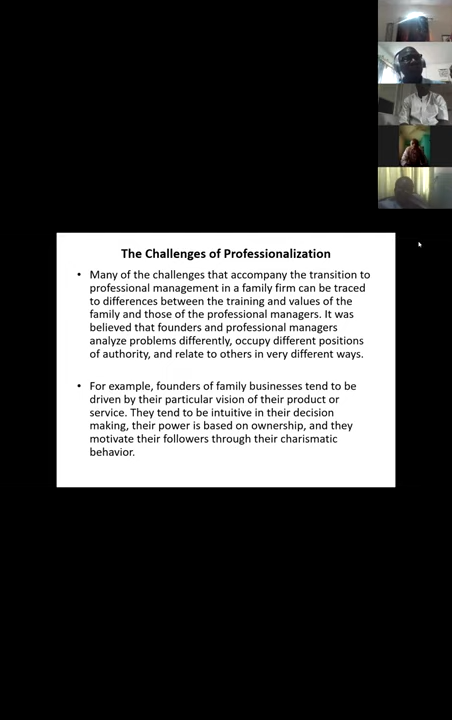 The Challenges of Professionalization
• Many of the challenges that accompany the transition to
professional management in a family firm can be traced
to differences between the training and values of the
family and those of the professional managers. It was
believed that founders and professional managers
analyze problems differently, occupy different positions
of authority, and relate to others in very different ways.
• For example, founders of family businesses tend to be
driven by their particular vision of their product or
service. They tend to be intuitive in their decision
making, their power is based on ownership, and they
motivate their followers through their charismatic
behavior.